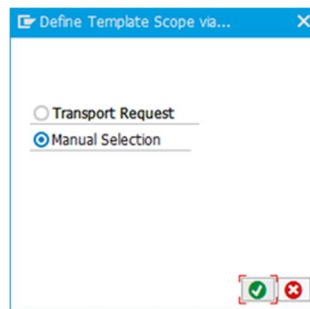 Define Template Scope via...
Transport Request
Manual Selection